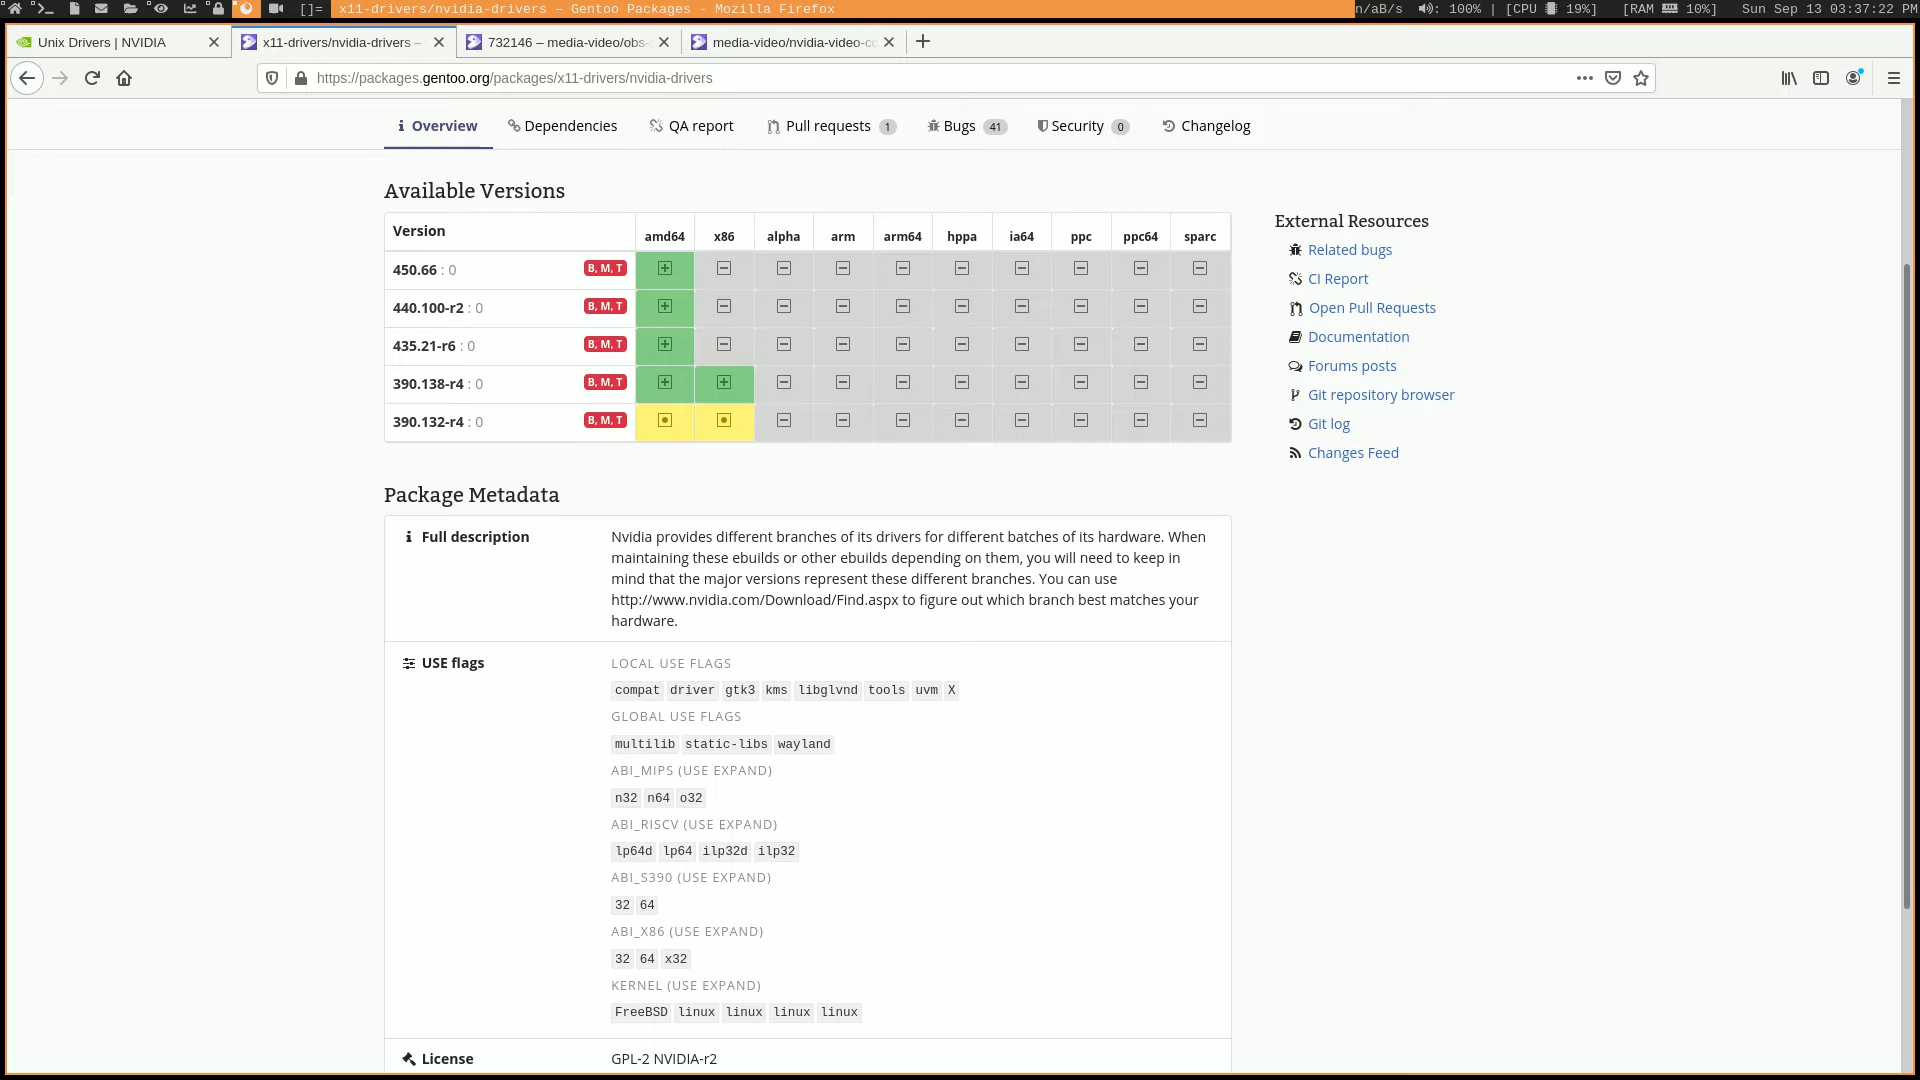 []= x11-drivers/nvidia-drivers – Gentoo Packages - Mozilla Firefox n/aB/s : 100% | [CPU 19%] [RAM 10%] Sun Sep 13 03:37:22 PM
Unix Drivers | NVIDIA x11-drivers/nvidia-drivers – 732146 – media-video/obs- media-video/nvidia-video-co
https://packages.gentoo.org/packages/x11-drivers/nvidia-drivers
Overview Dependencies QA report Pull requests 1 Bugs 41 Security 0 Changelog
Available Versions
Version amd64 x86 alpha arm arm64 hppa ia64 ppc ppc64 sparc
450.66 : 0 B, M, T
440.100-r2 : 0 B, M, T
435.21-r6 : 0 B, M, T
390.138-r4 : 0 B, M, T
390.132-r4 : 0 B, M, T
External Resources
Related bugs
CI Report
Open Pull Requests
Documentation
Forums posts
Git repository browser
Git log
Changes Feed
Package Metadata
Full description
Nvidia provides different branches of its drivers for different batches of its hardware. When
maintaining these ebuilds or other ebuilds depending on them, you will need to keep in
mind that the major versions represent these different branches. You can use
http://www.nvidia.com/Download/Find.aspx to figure out which branch best matches your
hardware.
USE flags
LOCAL USE FLAGS
compat driver gtk3 kms libglvnd tools uvm X
GLOBAL USE FLAGS
multilib static-libs wayland
ABI_MIPS (USE EXPAND)
n32 n64 o32
ABI_RISCV (USE EXPAND)
lp64d lp64 ilp32d ilp32
ABI_S390 (USE EXPAND)
32 64
ABI_X86 (USE EXPAND)
32 64 x32
KERNEL (USE EXPAND)
FreeBSD linux linux linux linux
License
GPL-2 NVIDIA-r2